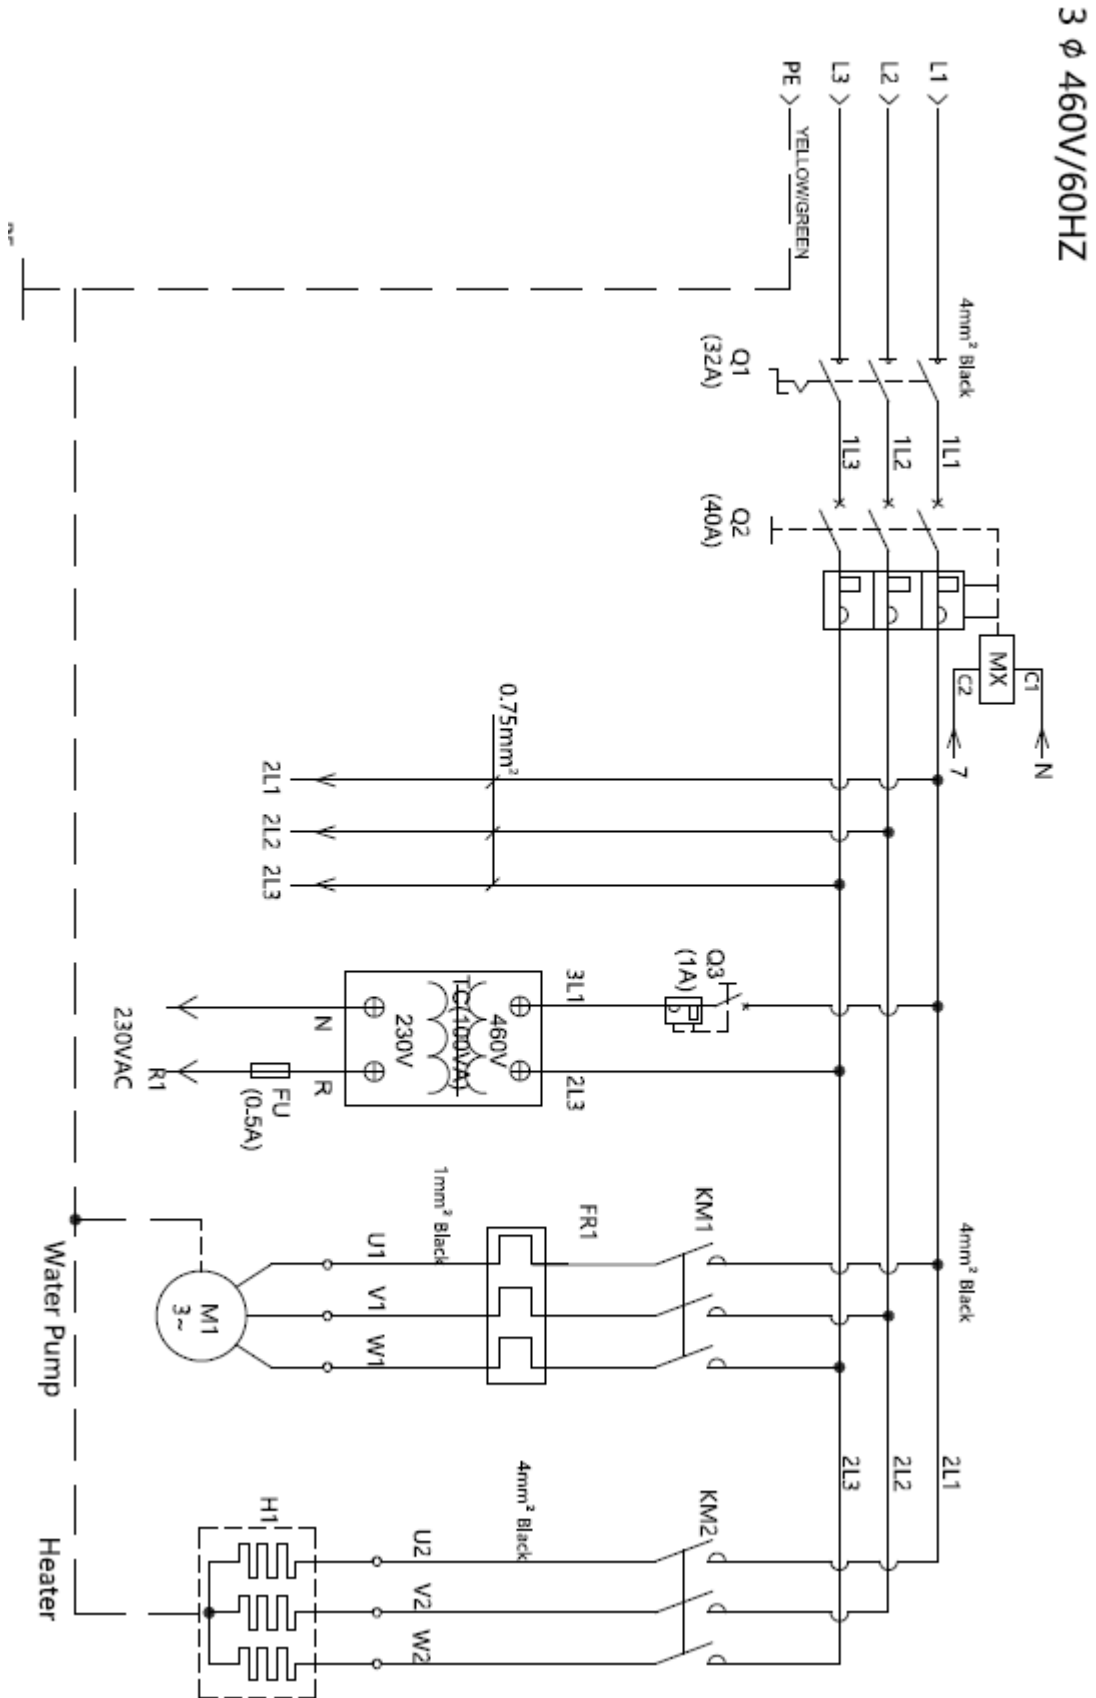 3 ∅ 460V/60HZ
L1
L2
L3
PE
YELLOW/GREEN
4mm² Black
Q1
(32A)
1L1
1L2
1L3
Q2
(40A)
MX
C1
C2
N
7
0.75mm²
2L1
2L2
2L3
Q3
(1A)
3L1
2L3
460V
TC(100VA)
230V
N
R
FU
(0.5A)
R1
230VAC
4mm² Black
KM1
FR1
1mm² Black
U1
V1
W1
M1
3~
Water Pump
2L1
2L2
2L3
KM2
4mm² Black
U2
V2
W2
H1
Heater